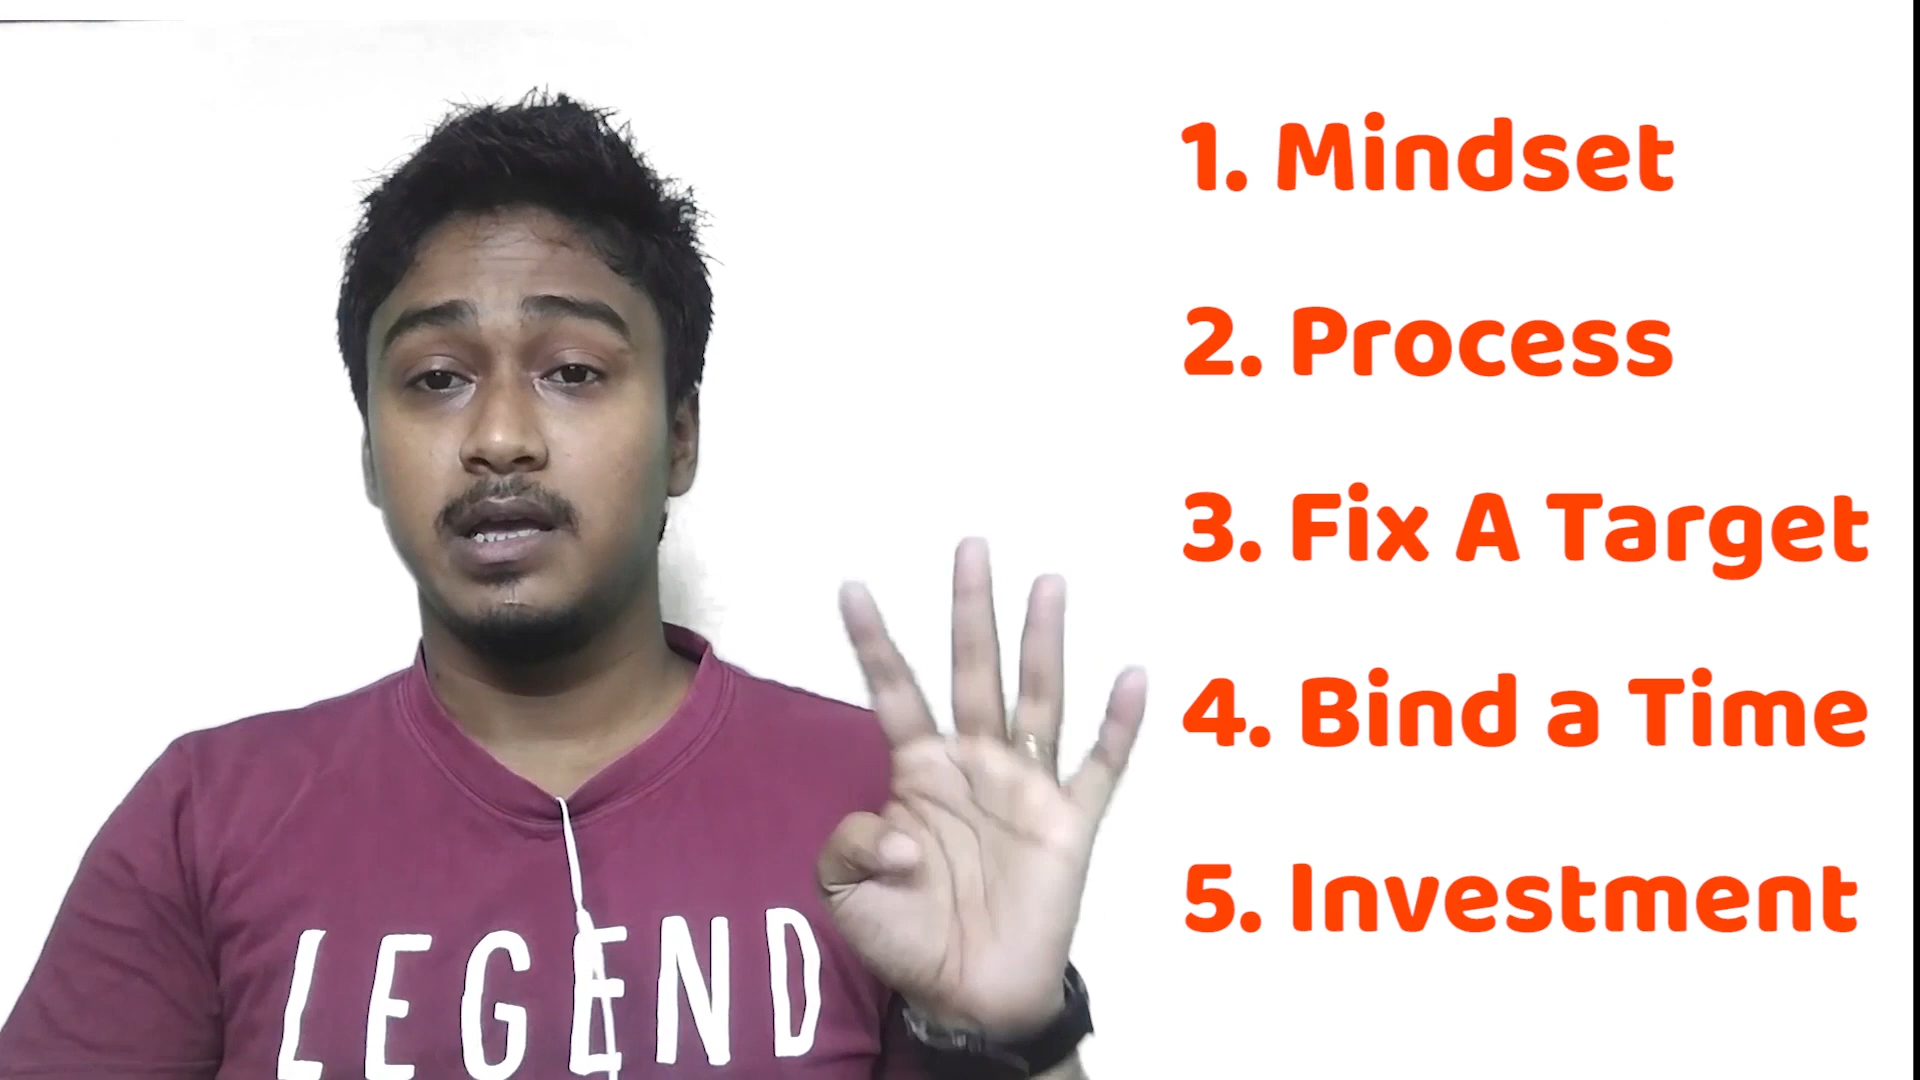 1. Mindset
2. Process
3. Fix A Target
4. Bind a Time
5. Investment
LEGEND